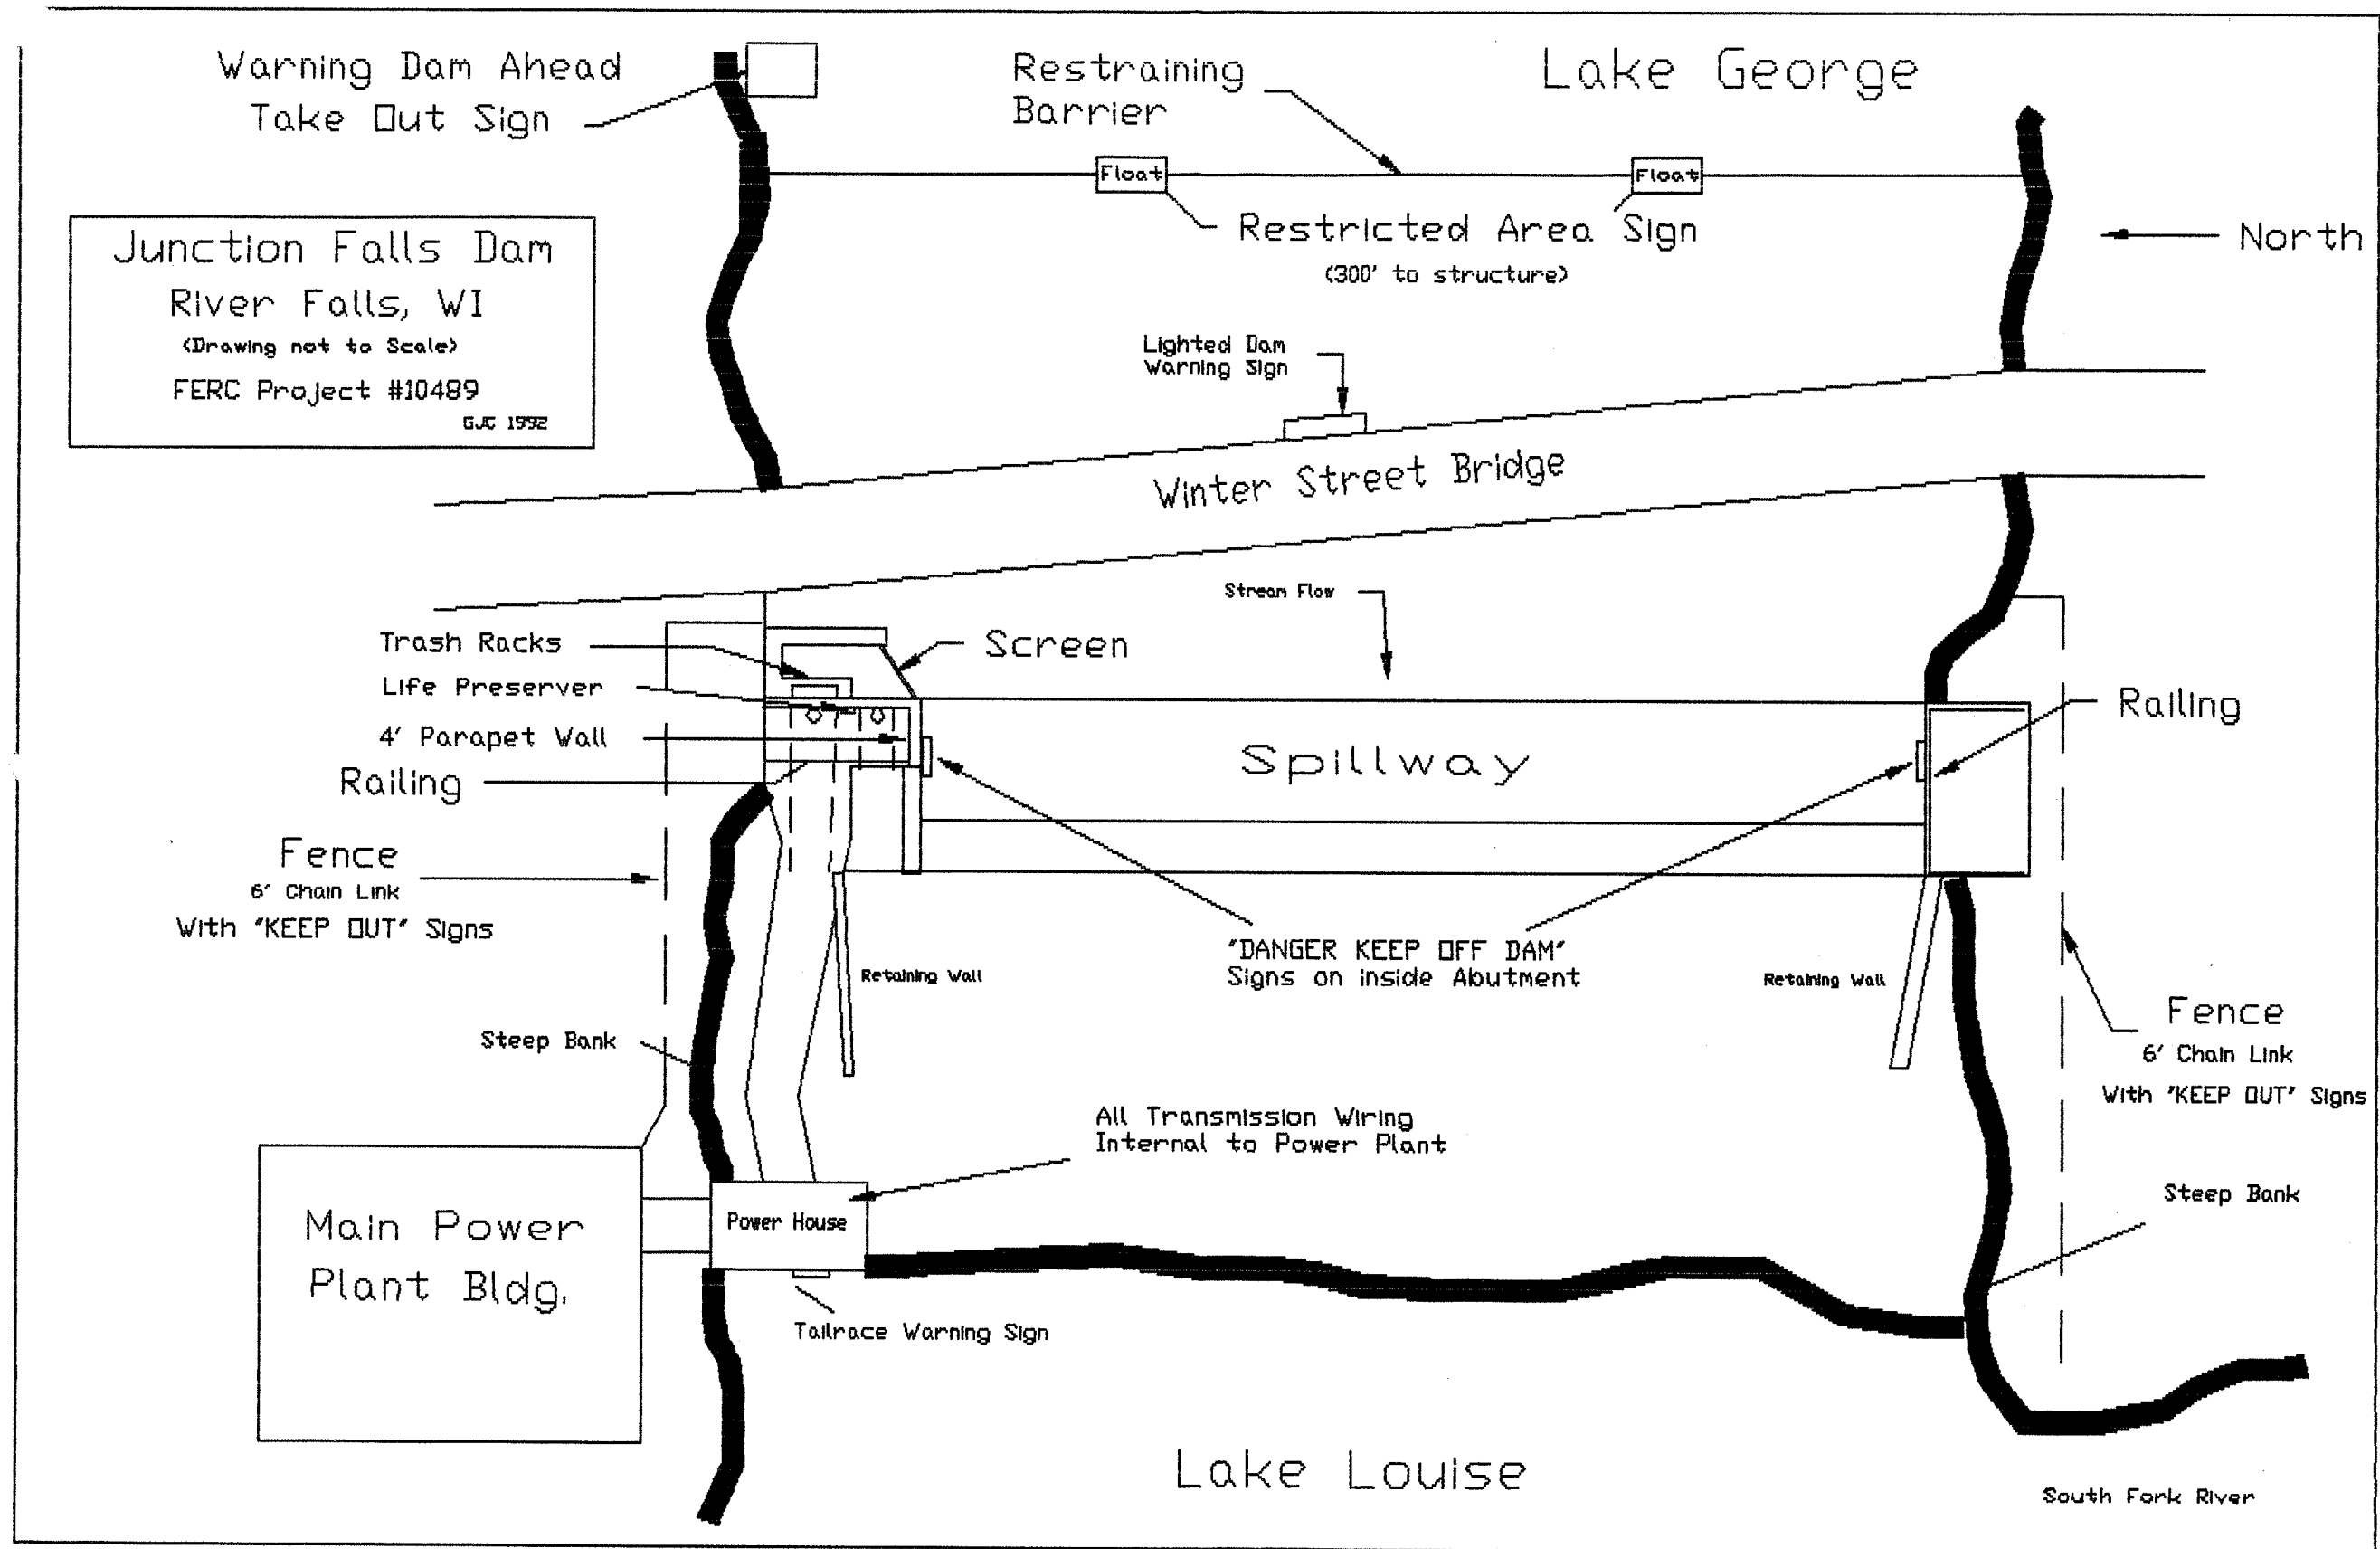 Warning Dam Ahead
Take Out Sign
Restraining
Barrier
Lake George
Float
Float
Restricted Area Sign
(300' to structure)
North
Junction Falls Dam
River Falls, WI
(Drawing not to Scale)
FERC Project #10489
GJC 1992
Lighted Dam
Warning Sign
Winter Street Bridge
Stream Flow
Trash Racks
Screen
Life Preserver
4' Parapet Wall
Railing
Spillway
Railing
Fence
6' Chain Link
With "KEEP OUT" Signs
"DANGER KEEP OFF DAM"
Signs on inside Abutment
Retaining Wall
Retaining Wall
Fence
6' Chain Link
With "KEEP OUT" Signs
Steep Bank
All Transmission Wiring
Internal to Power Plant
Steep Bank
Main Power
Plant Bldg.
Power House
Tailrace Warning Sign
Lake Louise
South Fork River